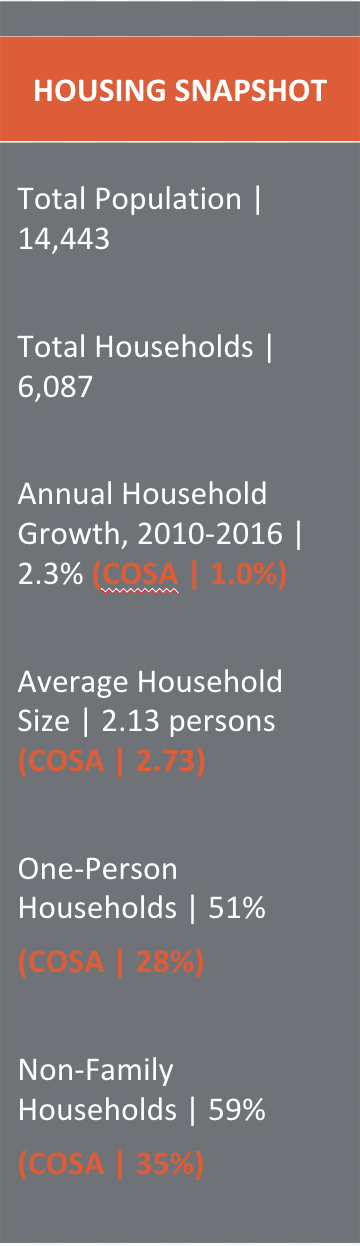 HOUSING SNAPSHOT
Total Population |
14,443
Total Households |
6,087
Annual Household
Growth, 2010-2016 |
2.3% (COSA | 1.0%)
Average Household
Size | 2.13 persons
(COSA | 2.73)
One-Person
Households | 51%
(COSA | 28%)
Non-Family
Households | 59%
(COSA | 35%)